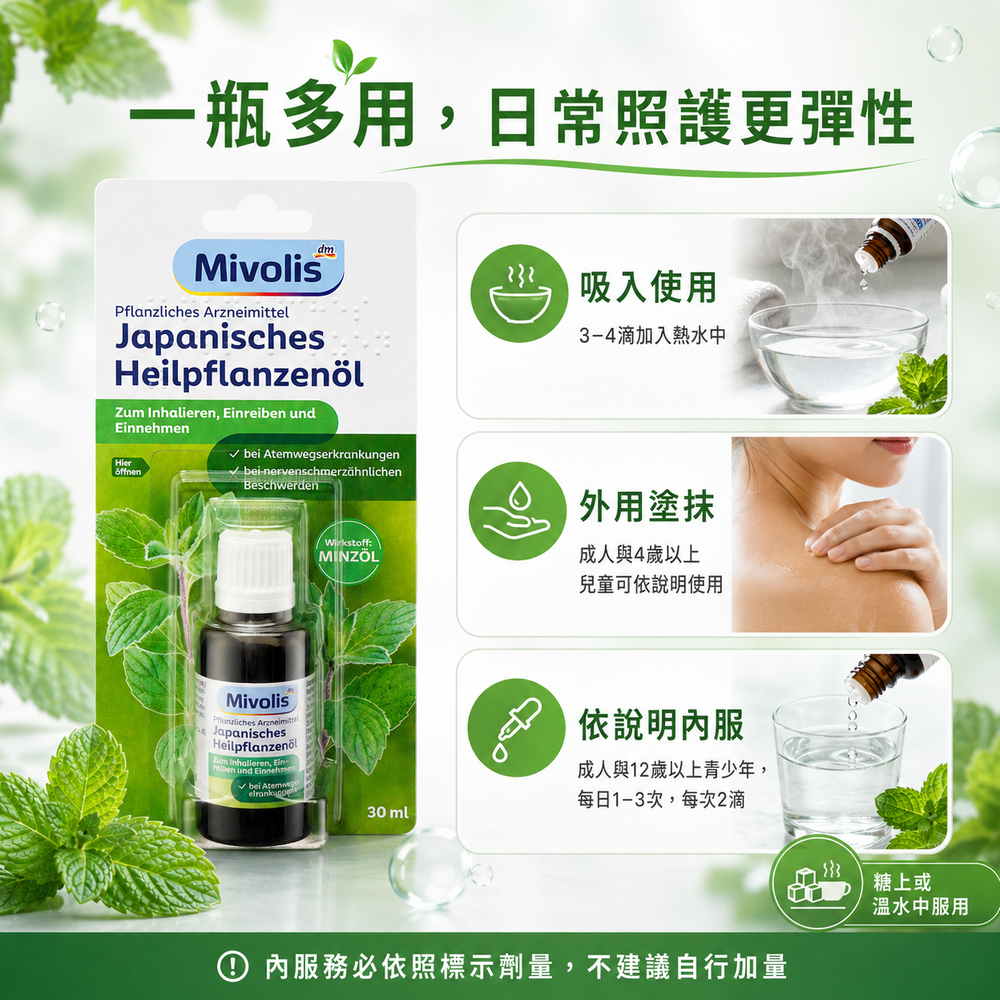 一瓶多用，日常照護更彈性
Mivolis
dm
Pflanzliches Arzneimittel
Japanisches
Heilpflanzenöl
Zum Inhalieren, Einreiben und
Einnehmen
Hier
öffnen
✓ bei Atemwegserkrankungen
✓ bei nervenschmerzähnlichen
Beschwerden
Wirkstoff:
MINZÖL
Mivolis
Pflanzliches Arzneimittel
Japanisches
Heilpflanzenöl
Zum Inhalieren, Ein-
reiben und Einnehmen
✓ bei Atemweg
30 ml
吸入使用
3–4滴加入熱水中
外用塗抹
成人與4歲以上
兒童可依說明使用
依說明內服
成人與12歲以上青少年，
每日1–3次，每次2滴
糖上或
溫水中服用
內服務必依照標示劑量，不建議自行加量